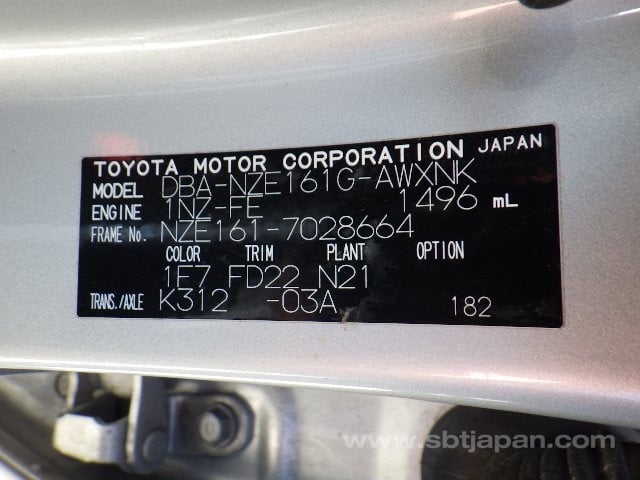 TOYOTA MOTOR CORPORATION JAPAN
MODEL DBA-NZE161G-AWXNK
ENGINE 1NZ-FE 1496 mL
FRAME No. NZE161-7028664
COLOR TRIM PLANT OPTION
1F7 FD22 N21
TRANS./AXLE K312 -03A 182
www.sbtjapan.com